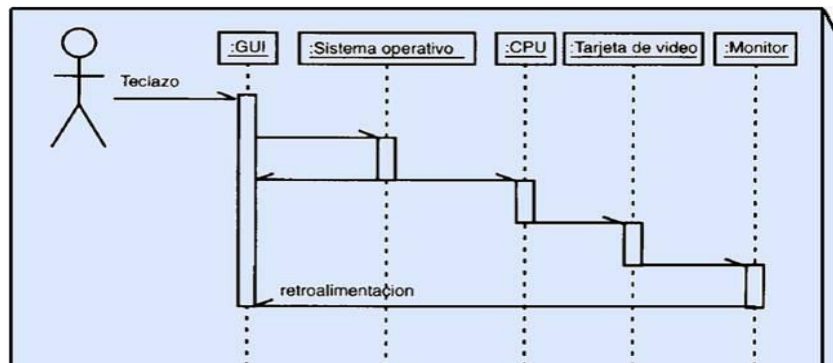 :GUI
:Sistema operativo
:CPU
:Tarjeta de video
:Monitor
Teclazo
retroalimentacion